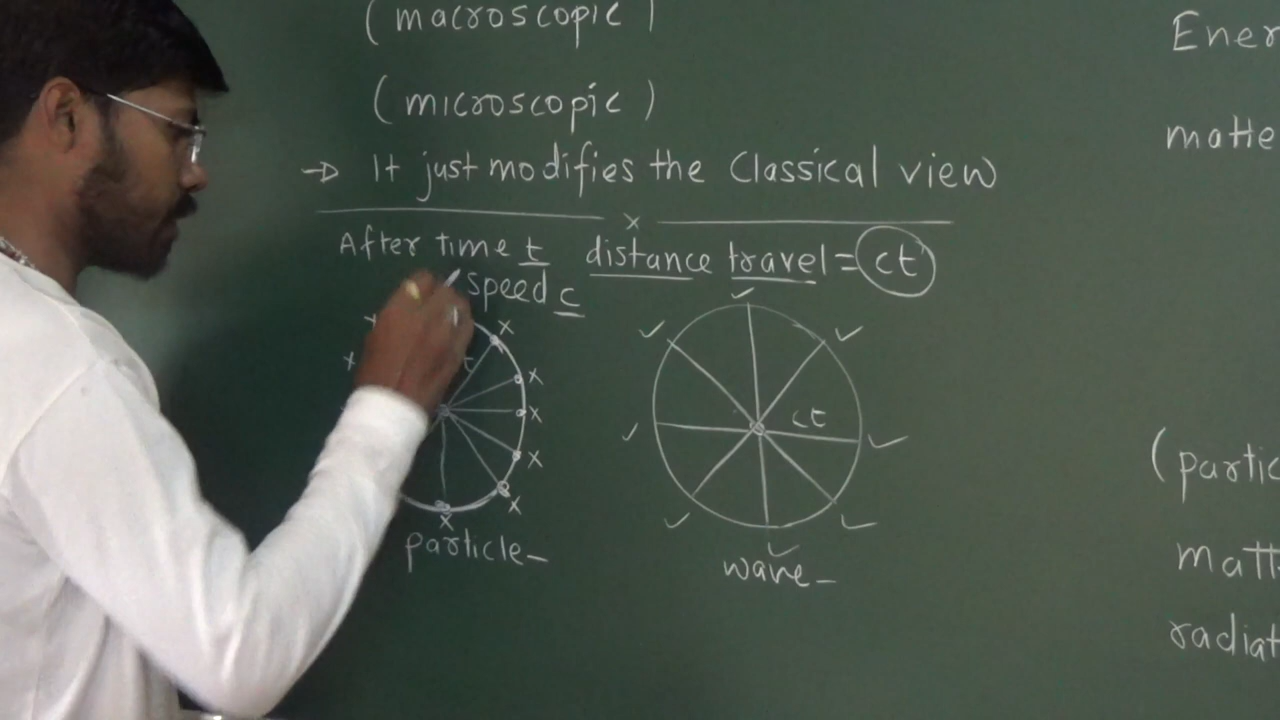 (macroscopic)
(microscopic)
→ It just modifies the Classical view
x
After time t distance travel = ct
speed c
x x
x x
x
x
x
x
ct
particle -
wave -
Ener
matte
(partic
matt
radiat